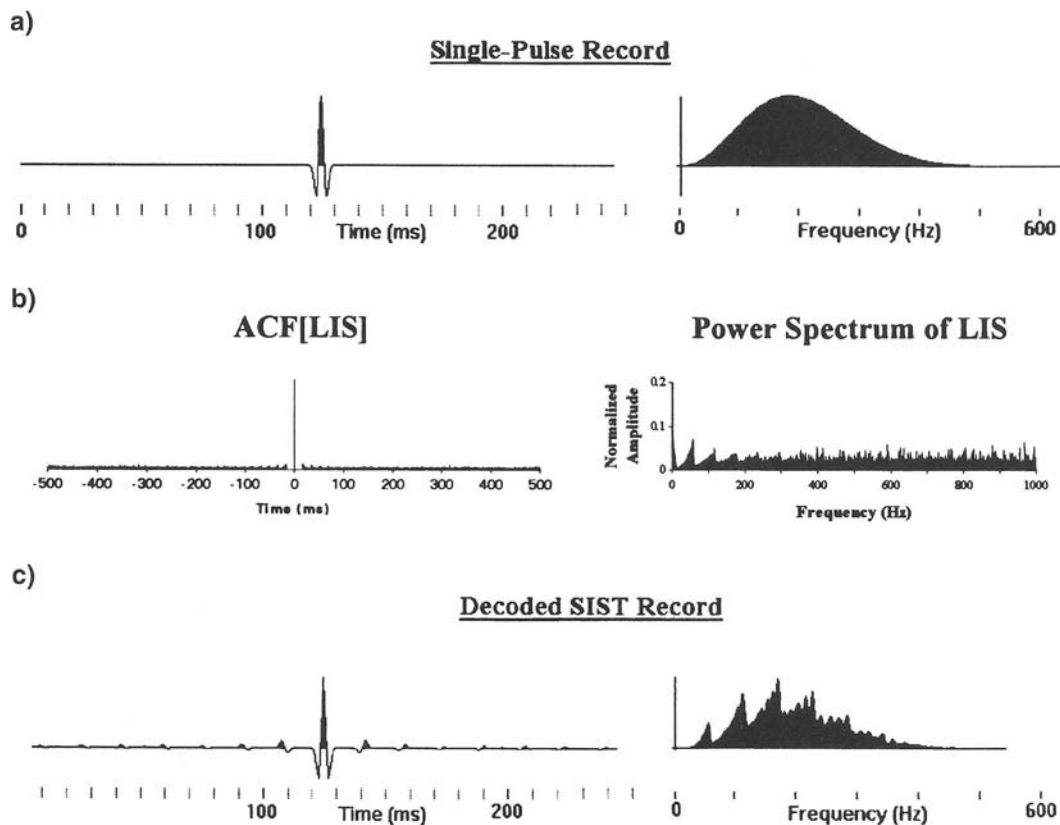 a)
Single-Pulse Record
0 100 Time (ms) 200
0 Frequency (Hz) 600
b)
ACF[LIS]
-500 -400 -300 -200 -100 0 100 200 300 400 500
Time (ms)
Power Spectrum of LIS
Normalized
Amplitude
0.2
0.1
0
0 200 400 600 800 1000
Frequency (Hz)
c)
Decoded SIST Record
100 Time (ms) 200
0 Frequency (Hz) 600